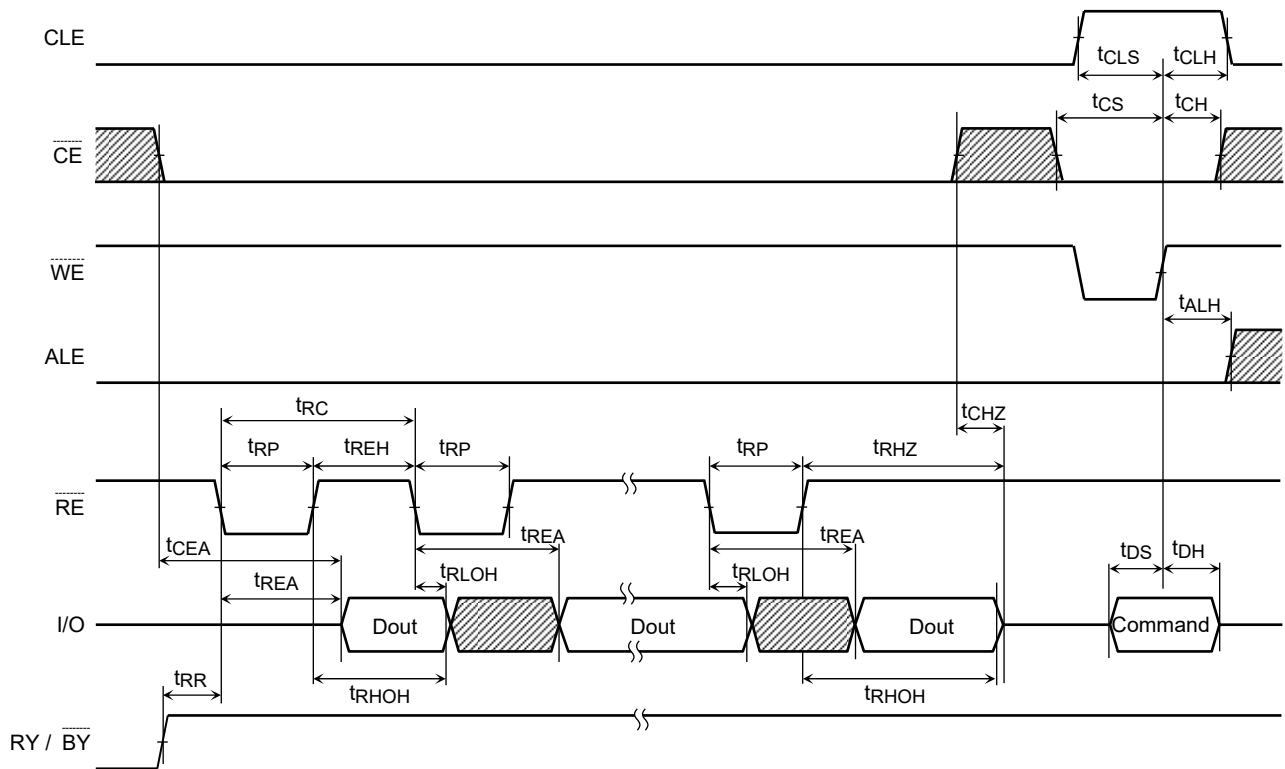 CLE
tCLS tCLH
tCS tCH
CE
WE
tALH
ALE
tRC tCHZ
tRP tREH tRP tRP tRHZ
RE
tCEA tREA tREA
tREA tRLOH tRLOH tDS tDH
I/O Dout Dout Dout Command
tRR tRHOH tRHOH
RY / BY